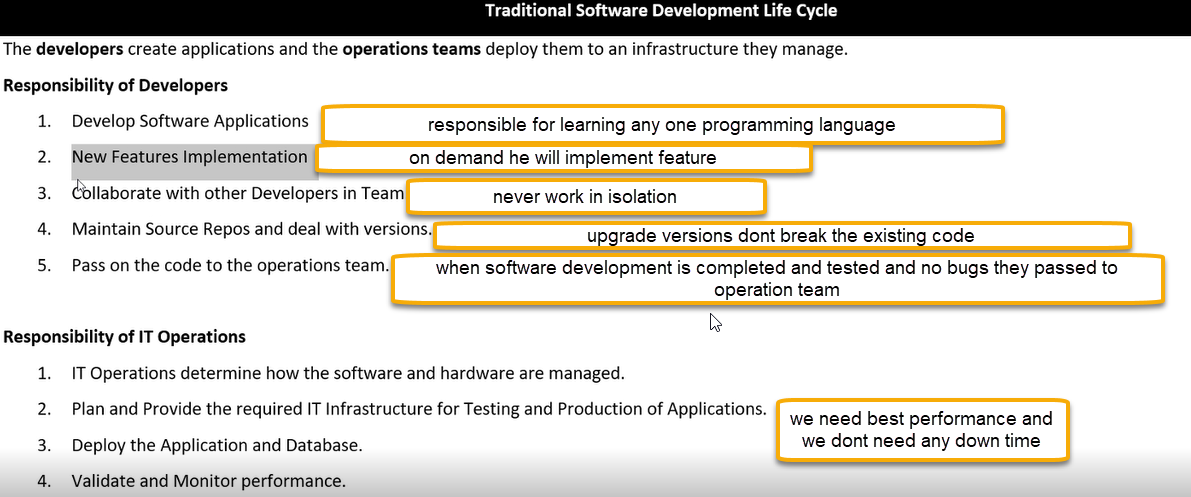 Traditional Software Development Life Cycle
The developers create applications and the operations teams deploy them to an infrastructure they manage.
Responsibility of Developers
1. Develop Software Applications
responsible for learning any one programming language
2. New Features Implementation
on demand he will implement feature
3. Collaborate with other Developers in Team
never work in isolation
4. Maintain Source Repos and deal with versions.
upgrade versions dont break the existing code
5. Pass on the code to the operations team.
when software development is completed and tested and no bugs they passed to
operation team
Responsibility of IT Operations
1. IT Operations determine how the software and hardware are managed.
2. Plan and Provide the required IT Infrastructure for Testing and Production of Applications.
we need best performance and
we dont need any down time
3. Deploy the Application and Database.
4. Validate and Monitor performance.